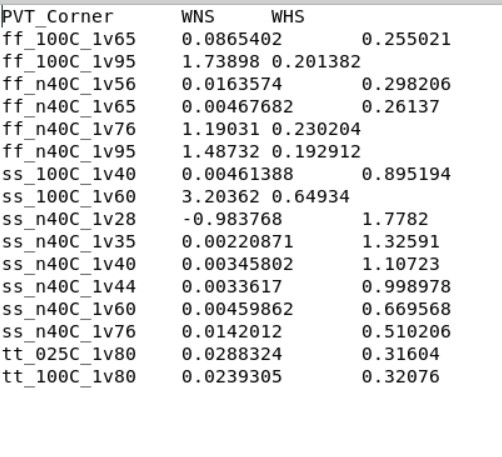 PVT_Corner WNS WHS
ff_100C_1v65 0.0865402 0.255021
ff_100C_1v95 1.73898 0.201382
ff_n40C_1v56 0.0163574 0.298206
ff_n40C_1v65 0.00467682 0.26137
ff_n40C_1v76 1.19031 0.230204
ff_n40C_1v95 1.48732 0.192912
ss_100C_1v40 0.00461388 0.895194
ss_100C_1v60 3.20362 0.64934
ss_n40C_1v28 -0.983768 1.7782
ss_n40C_1v35 0.00220871 1.32591
ss_n40C_1v40 0.00345802 1.10723
ss_n40C_1v44 0.0033617 0.998978
ss_n40C_1v60 0.00459862 0.669568
ss_n40C_1v76 0.0142012 0.510206
tt_025C_1v80 0.0288324 0.31604
tt_100C_1v80 0.0239305 0.32076